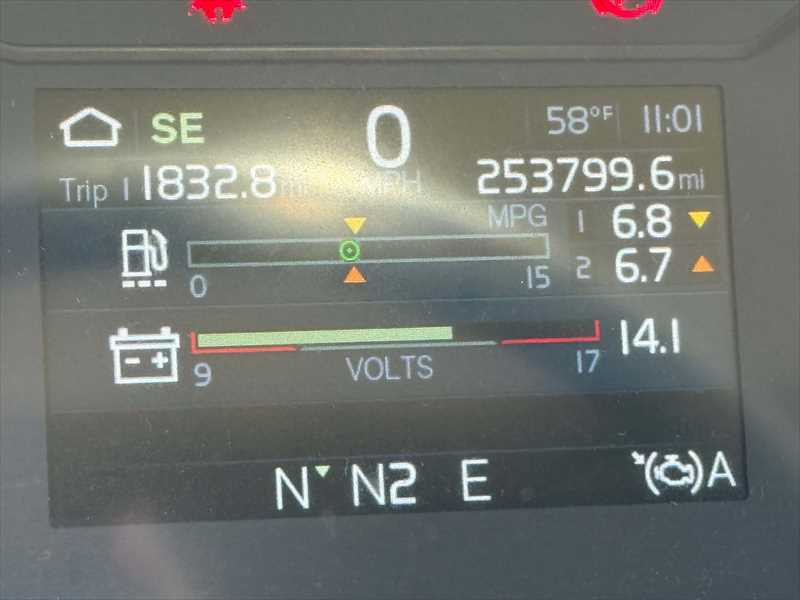 SE 0 58°F 11:01
Trip 1 1832.8 mi MPH 253799.6 mi
MPG 1 6.8
0 15 2 6.7
9 VOLTS 17 14.1
N N2 E A